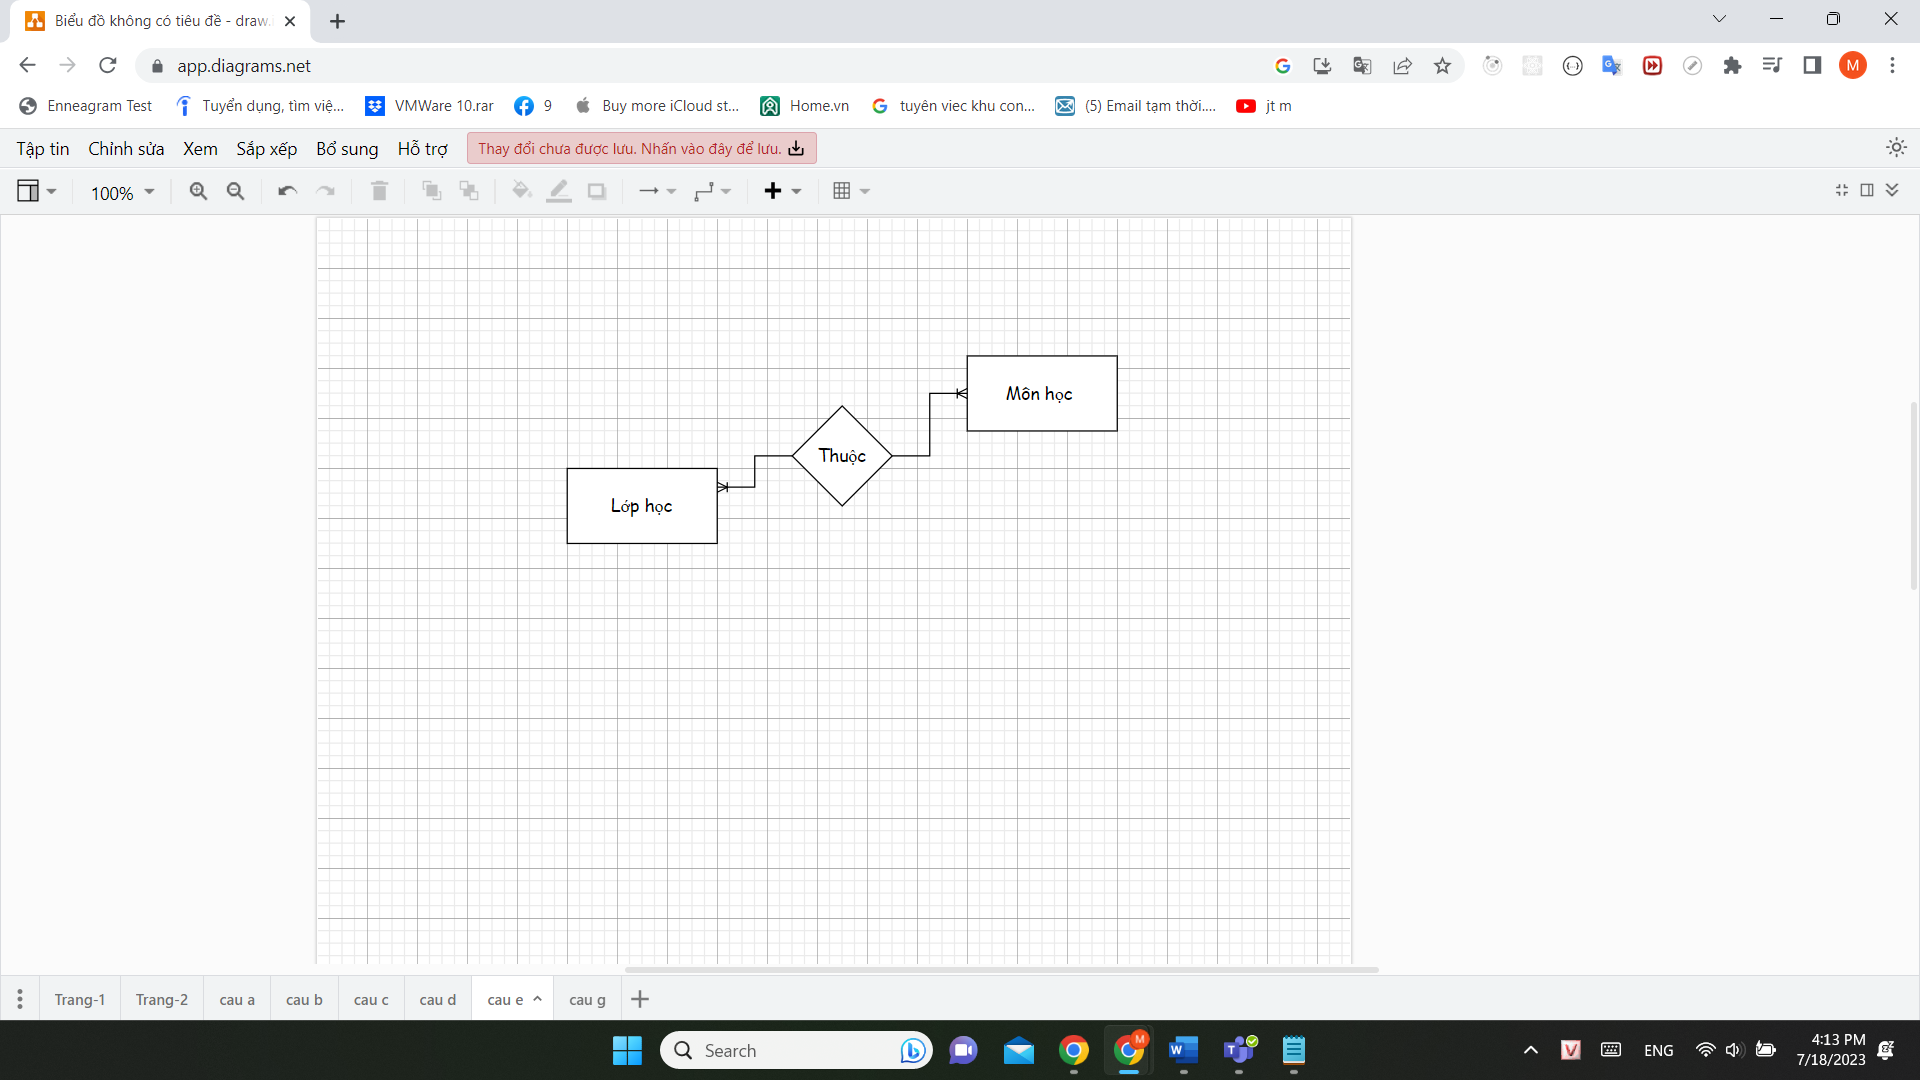 Biểu đồ không có tiêu đề - draw.i
app.diagrams.net
M
Enneagram Test
Tuyển dụng, tìm việ...
VMWare 10.rar
9
Buy more iCloud st...
Home.vn
tuyên viec khu con...
(5) Email tạm thời....
jt m
Tập tin
Chỉnh sửa
Xem
Sắp xếp
Bổ sung
Hỗ trợ
Thay đổi chưa được lưu. Nhấn vào đây để lưu.
100%
Môn học
Thuộc
Lớp học
Trang-1
Trang-2
cau a
cau b
cau c
cau d
cau e
cau g
Search
ENG
4:13 PM
7/18/2023